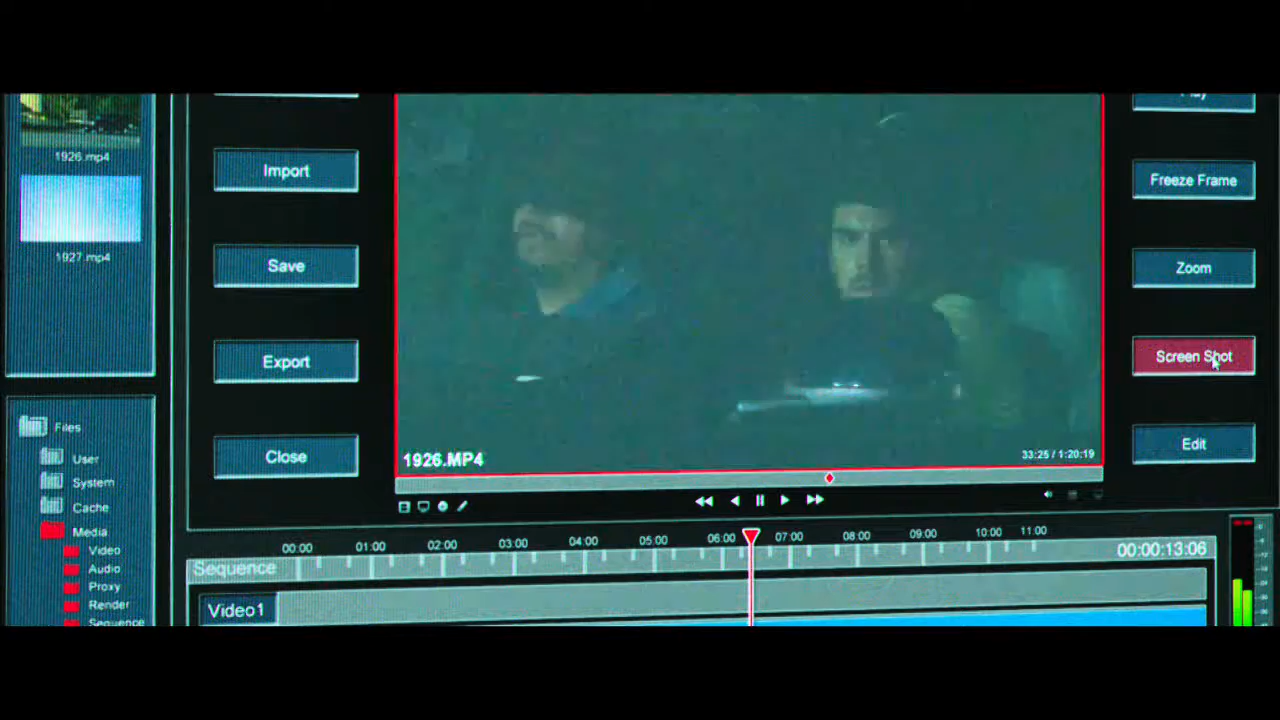 1926.mp4
1927.mp4
Import
Save
Export
Close
Files
User
System
Cache
Media
Video
Audio
Proxy
Render
Sequence
1926.MP4
33:25 / 1:20:19
Play
Freeze Frame
Zoom
Screen Shot
Edit
00:00 01:00 02:00 03:00 04:00 05:00 06:00 07:00 08:00 09:00 10:00 11:00
Sequence
00:00:13:06
Video1